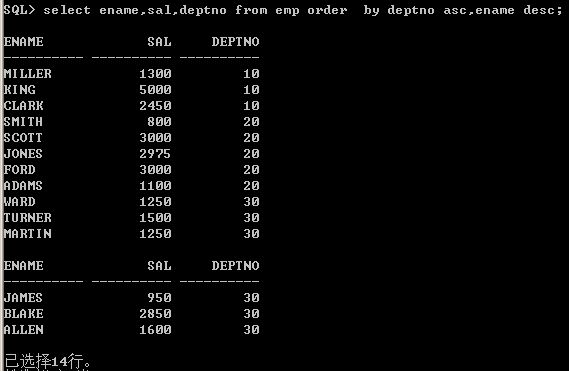 SQL> select ename,sal,deptno from emp order  by deptno asc,ename desc;
ENAME             SAL     DEPTNO
---------- ---------- ----------
MILLER           1300         10
KING             5000         10
CLARK            2450         10
SMITH             800         20
SCOTT            3000         20
JONES            2975         20
FORD             3000         20
ADAMS            1100         20
WARD             1250         30
TURNER           1500         30
MARTIN           1250         30
ENAME             SAL     DEPTNO
---------- ---------- ----------
JAMES             950         30
BLAKE            2850         30
ALLEN            1600         30
已选择14行。